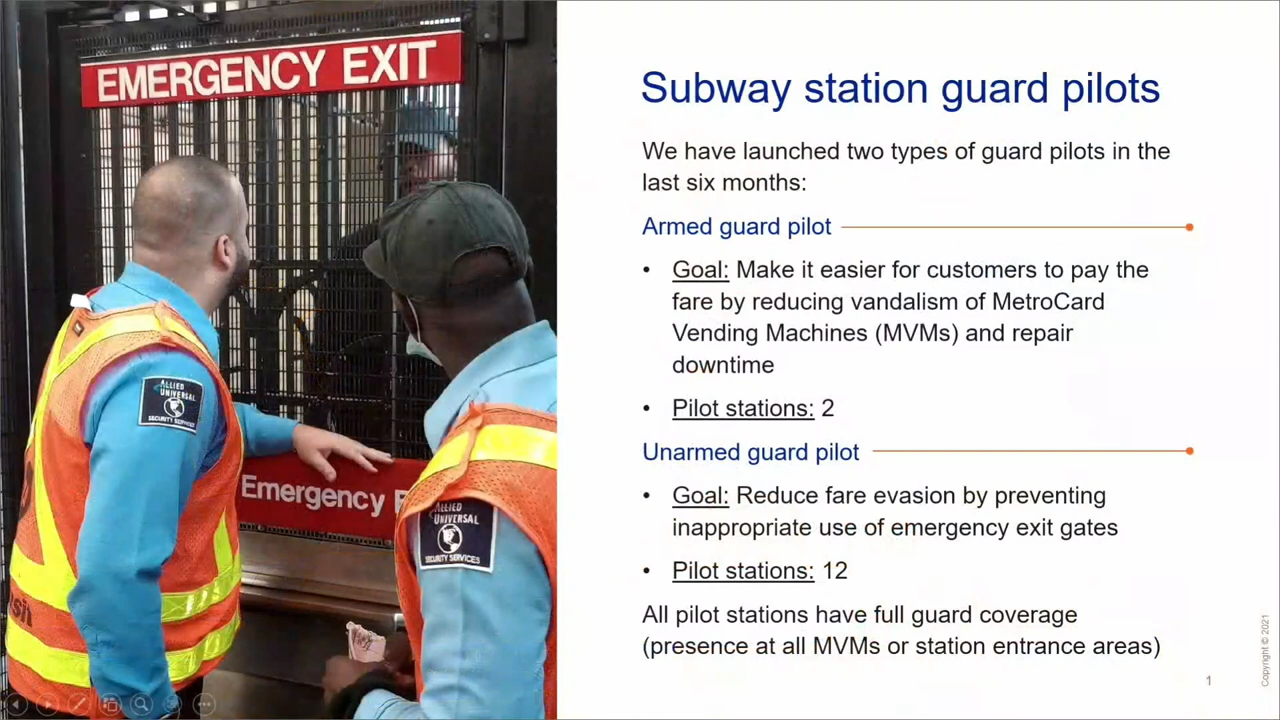 EMERGENCY EXIT
ALLIED
UNIVERSAL
SECURITY SERVICES
Emergency
ALLIED
UNIVERSAL
SECURITY SERVICES
Subway station guard pilots
We have launched two types of guard pilots in the
last six months:
Armed guard pilot
• Goal: Make it easier for customers to pay the
fare by reducing vandalism of MetroCard
Vending Machines (MVMs) and repair
downtime
• Pilot stations: 2
Unarmed guard pilot
• Goal: Reduce fare evasion by preventing
inappropriate use of emergency exit gates
• Pilot stations: 12
All pilot stations have full guard coverage
(presence at all MVMs or station entrance areas)
1
Copyright © 2021